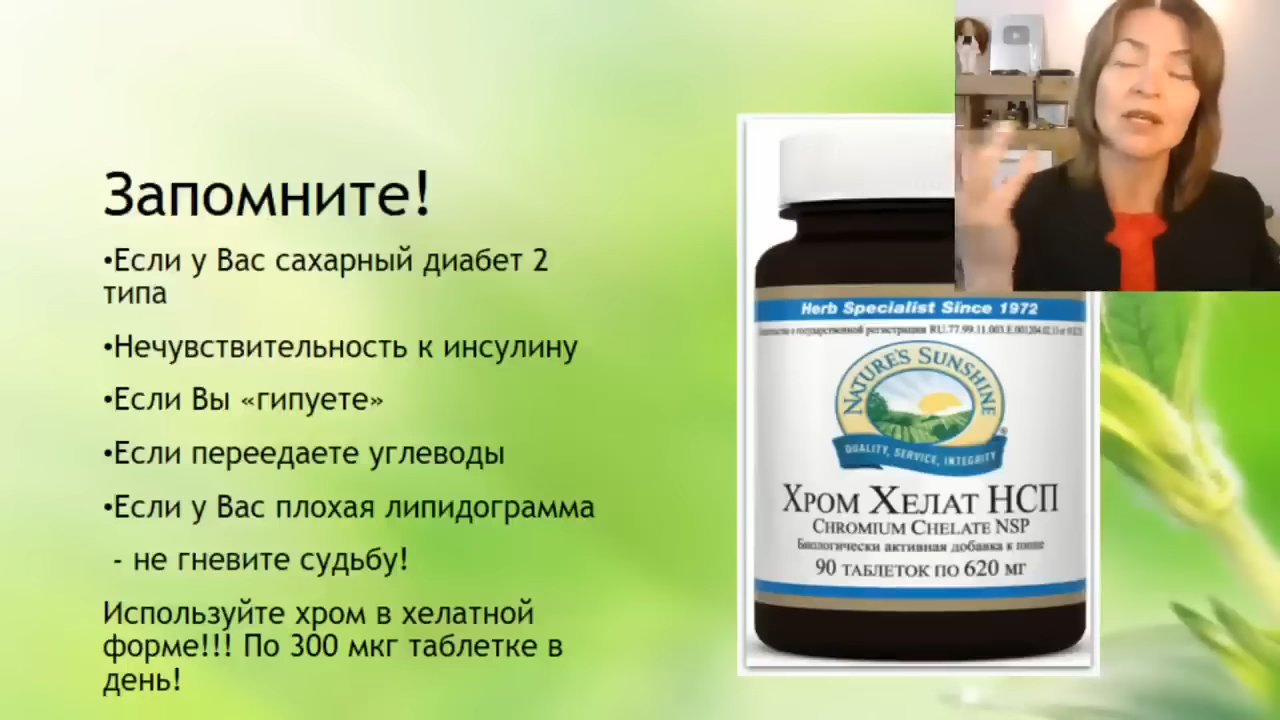 Запомните!
•Если у Вас сахарный диабет 2
типа
•Нечувствительность к инсулину
•Если Вы «гипуете»
•Если переедаете углеводы
•Если у Вас плохая липидограмма
- не гневите судьбу!
Используйте хром в хелатной
форме!!! По 300 мкг таблетке в
день!
Herb Specialist Since 1972
о государственной регистрации
NATURE'S SUNSHINE
QUALITY, SERVICE, INTEGRITY
ХРОМ ХЕЛАТ НСП
CHROMIUM CHELATE NSP
Биологически активная добавка к пище
90 ТАБЛЕТОК ПО 620 МГ